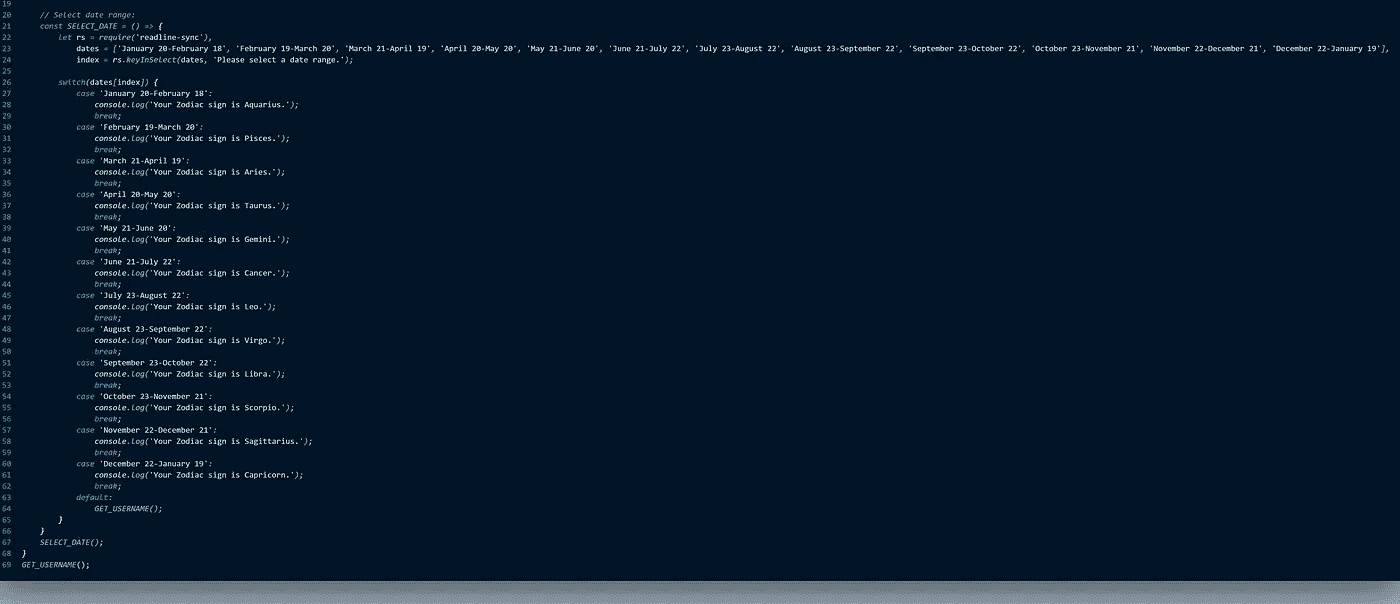 19
20 // Select date range:
21 const SELECT_DATE = () => {
22 let rs = require('readline-sync'),
23 dates = ['January 20-February 18', 'February 19-March 20', 'March 21-April 19', 'April 20-May 20', 'May 21-June 20', 'June 21-July 22', 'July 23-August 22', 'August 23-September 22', 'September 23-October 22', 'October 23-November 21', 'November 22-December 21', 'December 22-January 19'],
24 index = rs.keyInSelect(dates, 'Please select a date range.');
25
26 switch(dates[index]) {
27 case 'January 20-February 18':
28 console.log('Your Zodiac sign is Aquarius.');
29 break;
30 case 'February 19-March 20':
31 console.log('Your Zodiac sign is Pisces.');
32 break;
33 case 'March 21-April 19':
34 console.log('Your Zodiac sign is Aries.');
35 break;
36 case 'April 20-May 20':
37 console.log('Your Zodiac sign is Taurus.');
38 break;
39 case 'May 21-June 20':
40 console.log('Your Zodiac sign is Gemini.');
41 break;
42 case 'June 21-July 22':
43 console.log('Your Zodiac sign is Cancer.');
44 break;
45 case 'July 23-August 22':
46 console.log('Your Zodiac sign is Leo.');
47 break;
48 case 'August 23-September 22':
49 console.log('Your Zodiac sign is Virgo.');
50 break;
51 case 'September 23-October 22':
52 console.log('Your Zodiac sign is Libra.');
53 break;
54 case 'October 23-November 21':
55 console.log('Your Zodiac sign is Scorpio.');
56 break;
57 case 'November 22-December 21':
58 console.log('Your Zodiac sign is Sagittarius.');
59 break;
60 case 'December 22-January 19':
61 console.log('Your Zodiac sign is Capricorn.');
62 break;
63 default:
64 GET_USERNAME();
65 }
66 }
67 SELECT_DATE();
68 }
69 GET_USERNAME();